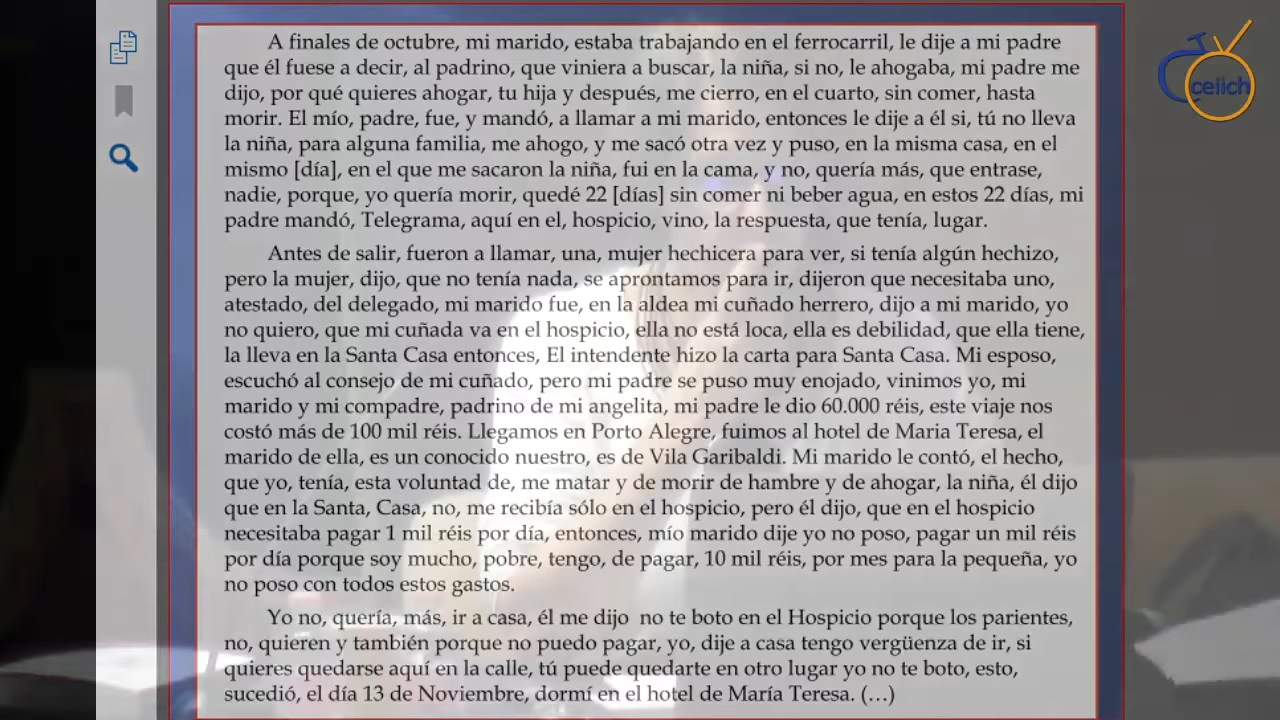 A finales de octubre, mi marido, estaba trabajando en el ferrocarril, le dije a mi padre
que él fuese a decir, al padrino, que viniera a buscar, la niña, si no, le ahogaba, mi padre me
dijo, por qué quieres ahogar, tu hija y después, me cierro, en el cuarto, sin comer, hasta
morir. El mío, padre, fue, y mandó, a llamar a mi marido, entonces le dije a él si, tú no lleva
la niña, para alguna familia, me ahogo, y me sacó otra vez y puso, en la misma casa, en el
mismo [día], en el que me sacaron la niña, fui en la cama, y no, quería más, que entrase,
nadie, porque, yo quería morir, quedé 22 [días] sin comer ni beber agua, en estos 22 días, mi
padre mandó, Telegrama, aquí en el, hospicio, vino, la respuesta, que tenía, lugar.
Antes de salir, fueron a llamar, una, mujer hechicera para ver, si tenía algún hechizo,
pero la mujer, dijo, que no tenía nada, se aprontamos para ir, dijeron que necesitaba uno,
atestado, del delegado, mi marido fue, en la aldea mi cuñado herrero, dijo a mi marido, yo
no quiero, que mi cuñada va en el hospicio, ella no está loca, ella es debilidad, que ella tiene,
la lleva en la Santa Casa entonces, El intendente hizo la carta para Santa Casa. Mi esposo,
escuchó al consejo de mi cuñado, pero mi padre se puso muy enojado, vinimos yo, mi
marido y mi compadre, padrino de mi angelita, mi padre le dio 60.000 réis, este viaje nos
costó más de 100 mil réis. Llegamos en Porto Alegre, fuimos al hotel de Maria Teresa, el
marido de ella, es un conocido nuestro, es de Vila Garibaldi. Mi marido le contó, el hecho,
que yo, tenía, esta voluntad de, me matar y de morir de hambre y de ahogar, la niña, él dijo
que en la Santa, Casa, no, me recibía sólo en el hospicio, pero él dijo, que en el hospicio
necesitaba pagar 1 mil réis por día, entonces, mío marido dije yo no poso, pagar un mil réis
por día porque soy mucho, pobre, tengo, de pagar, 10 mil réis, por mes para la pequeña, yo
no poso con todos estos gastos.
Yo no, quería, más, ir a casa, él me dijo no te boto en el Hospicio porque los parientes,
no, quieren y también porque no puedo pagar, yo, dije a casa tengo vergüenza de ir, si
quieres quedarse aquí en la calle, tú puede quedarte en otro lugar yo no te boto, esto,
sucedió, el día 13 de Noviembre, dormí en el hotel de María Teresa. (…)
ceiich